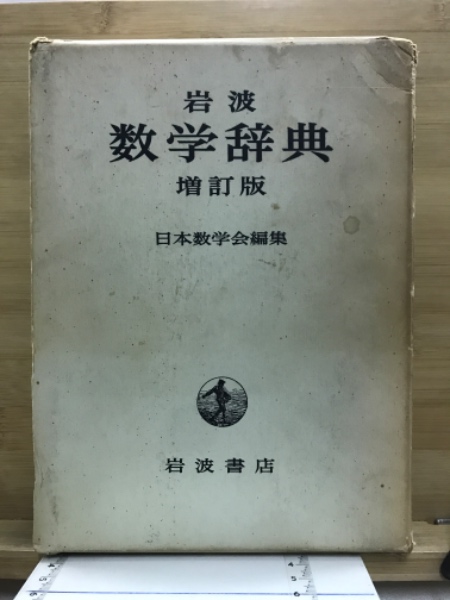 岩波
数学辞典
増訂版
日本数学会編集
岩波書店